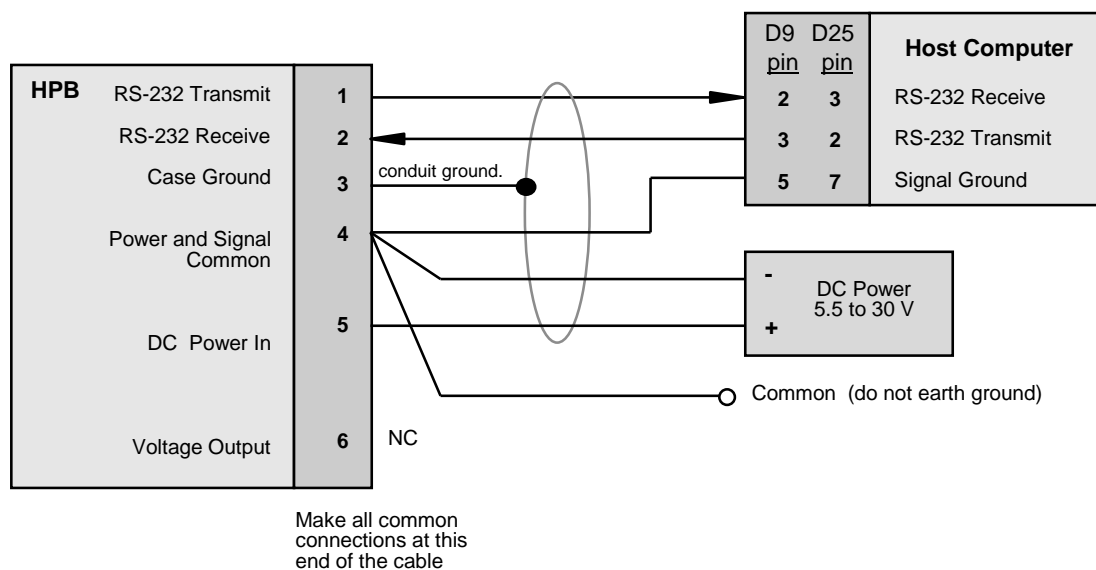 HPB
RS-232 Transmit 1
RS-232 Receive 2
Case Ground 3
conduit ground.
Power and Signal 4
Common
DC Power In 5
Voltage Output 6 NC
Make all common
connections at this
end of the cable
D9 D25
pin pin
Host Computer
2 3 RS-232 Receive
3 2 RS-232 Transmit
5 7 Signal Ground
-
DC Power
5.5 to 30 V
+
Common (do not earth ground)